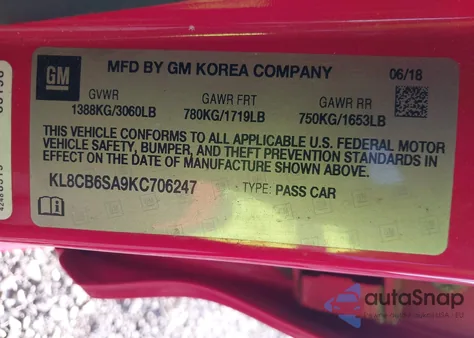 GM
MFD BY GM KOREA COMPANY
06/18
GVWR
GAWR FRT
GAWR RR
1388KG/3060LB
780KG/1719LB
750KG/1653LB
THIS VEHICLE CONFORMS TO ALL APPLICABLE U.S. FEDERAL MOTOR
VEHICLE SAFETY, BUMPER, AND THEFT PREVENTION STANDARDS IN
EFFECT ON THE DATE OF MANUFACTURE SHOWN ABOVE.
KL8CB6SA9KC706247
TYPE: PASS CAR
autoSnap